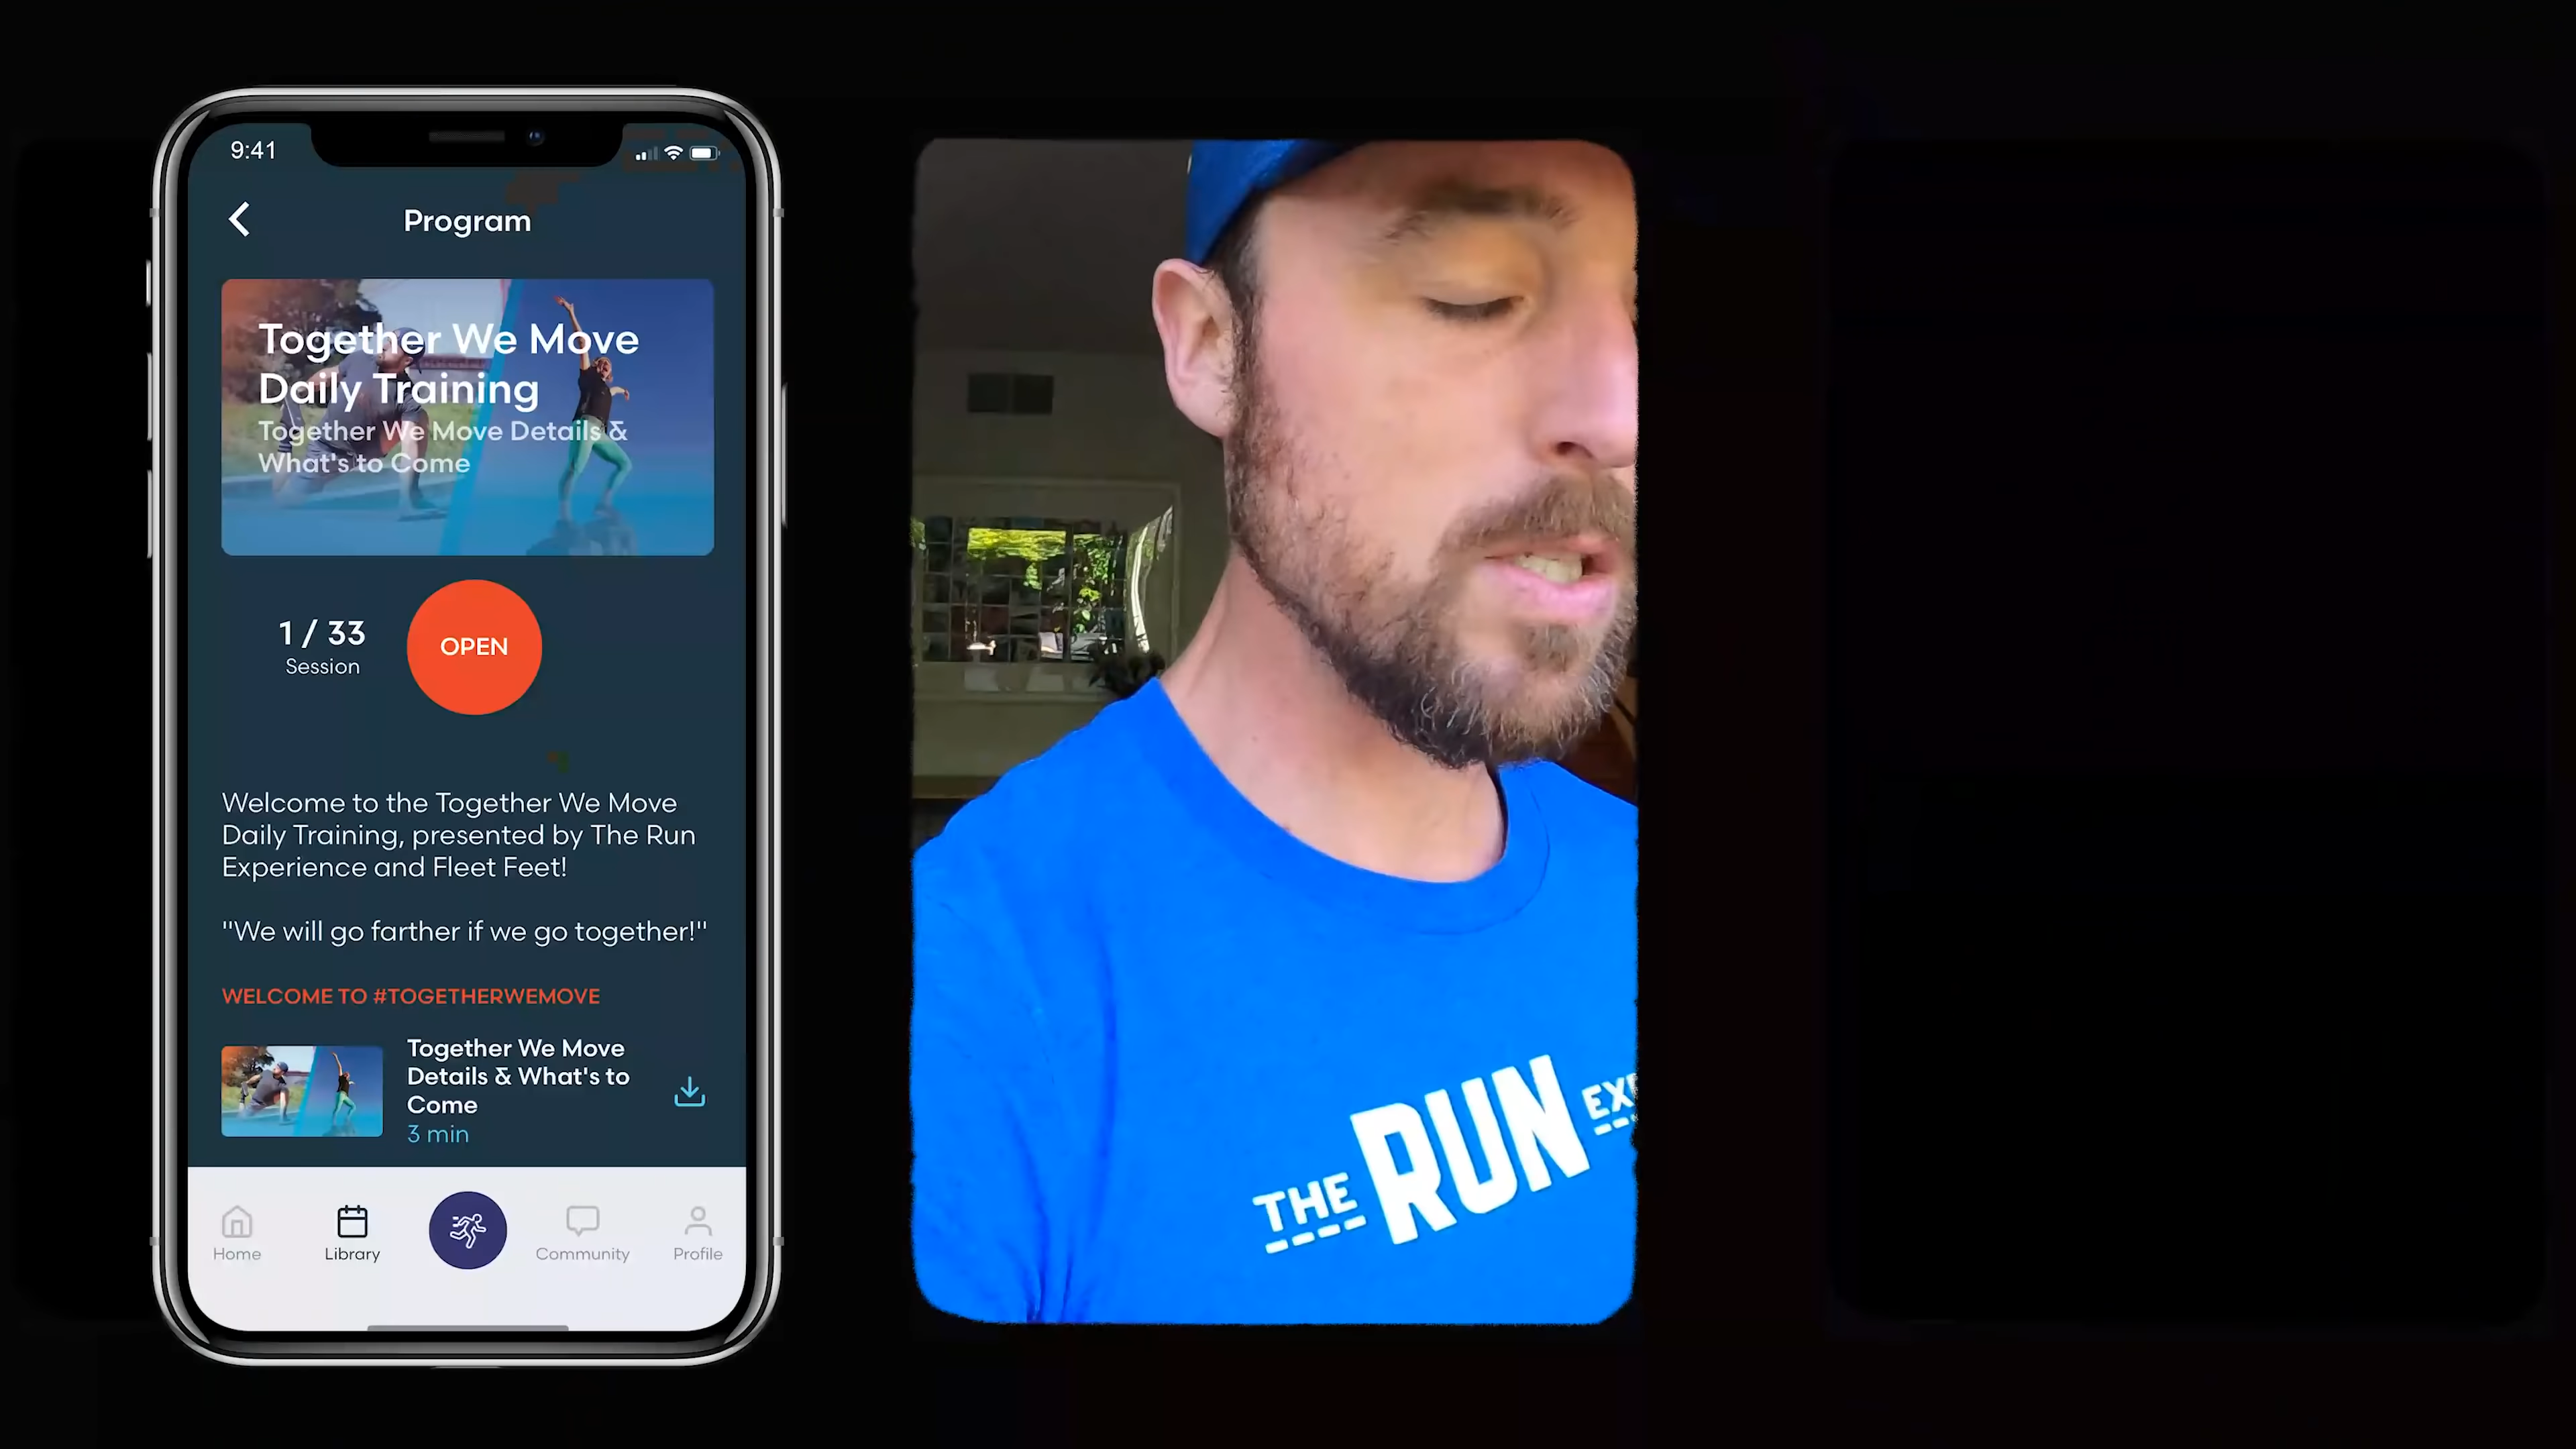 9:41
Program
Together We Move
Daily Training
Together We Move Details &
What's to Come
1 / 33
Session
OPEN
Welcome to the Together We Move
Daily Training, presented by The Run
Experience and Fleet Feet!
"We will go farther if we go together!"
WELCOME TO #TOGETHERWEMOVE
Together We Move
Details & What's to
Come
3 min
Home
Library
Community
Profile
THE RUN EX